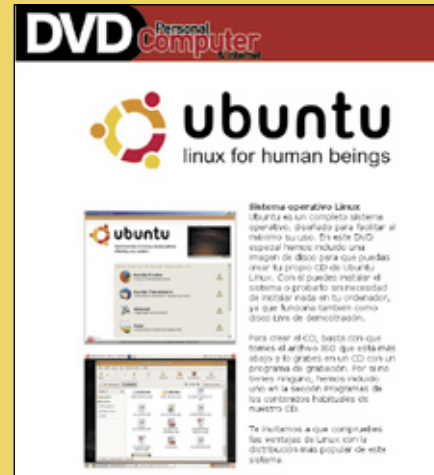 DVD Personal
Computer
& Internet
ubuntu
linux for human beings
ubuntu
Sistema operativo Linux
Ubuntu es un completo sistema
operativo, diseñado para facilitar al
máximo su uso. En este DVD
especial hemos incluido una
imagen de disco para que puedas
crear tu propio CD de Ubuntu
Linux. Con él puedes instalar el
sistema o probarlo sin necesidad
de instalar nada en tu ordenador,
ya que funciona también como
disco Live de demostración.
Para crear el CD, basta con que
tomes el archivo ISO que está más
abajo y lo grabes en un CD con un
programa de grabación. Por si no
tienes ninguno, hemos incluido
uno en la sección Programas de
los contenidos habituales de
nuestro CD.
Te invitamos a que compruebes
las ventajas de Linux con la
distribución más popular de este
sistema.